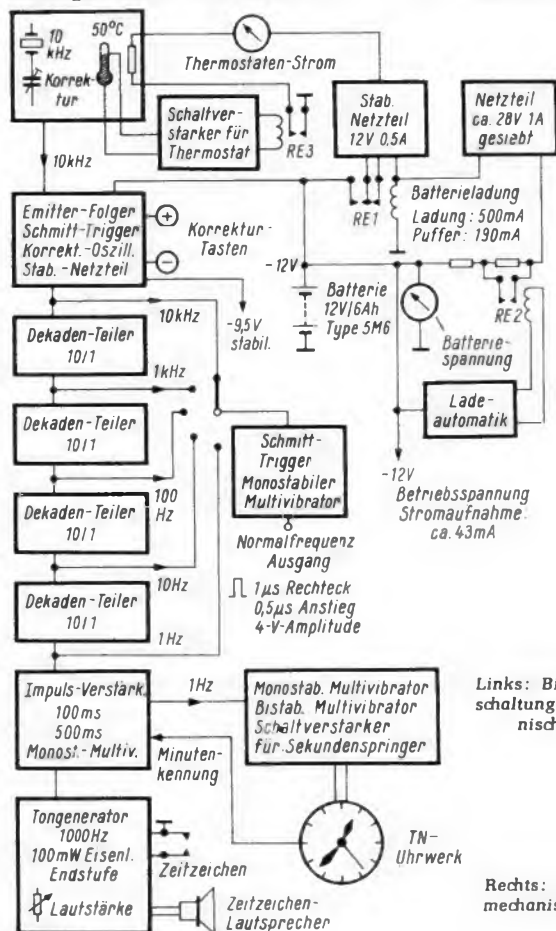 10
kHz
Korrek-
tur
50°C
Thermostaten-Strom
Schaltver-
stärker für
Thermostat
RE3
Stab.
Netzteil
12V 0,5A
Netzteil
ca. 28V 1A
gesiebt
10kHz
Emitter-Folger
Schmitt-Trigger
Korrekt.-Oszill.
Stab.-Netzteil
+
−
Korrektur-
Tasten
RE1
Batterieladung
Ladung: 500mA
Puffer: 190mA
-12V
Batterie
12V/6Ah
Type 5M6
-9,5V
stabil.
RE2
Batterie-
spannung
Lade-
automatik
-12V
Betriebsspannung
Stromaufnahme:
ca. 43mA
10kHz
Dekaden-Teiler
10/1
1kHz
Dekaden-Teiler
10/1
100
Hz
Dekaden-Teiler
10/1
10Hz
Dekaden-Teiler
10/1
1Hz
Schmitt-
Trigger
Monostabiler
Multivibrator
Normalfrequenz
Ausgang
1µs Rechteck
0,5µs Anstieg
4-V-Amplitude
Impuls-Verstärk.
100ms
500ms
Monost.-Multiv.
1Hz
Minuten-
kennung
Monostab. Multivibrator
Bistab. Multivibrator
Schaltverstärker
für Sekundenspringer
TN-
Uhrwerk
Tongenerator
1000Hz
100mW Eisenl.
Endstufe
Lautstärke
Zeitzeichen
Zeitzeichen-
Lautsprecher
Links: B
schaltung
nisch
Rechts:
mechanis